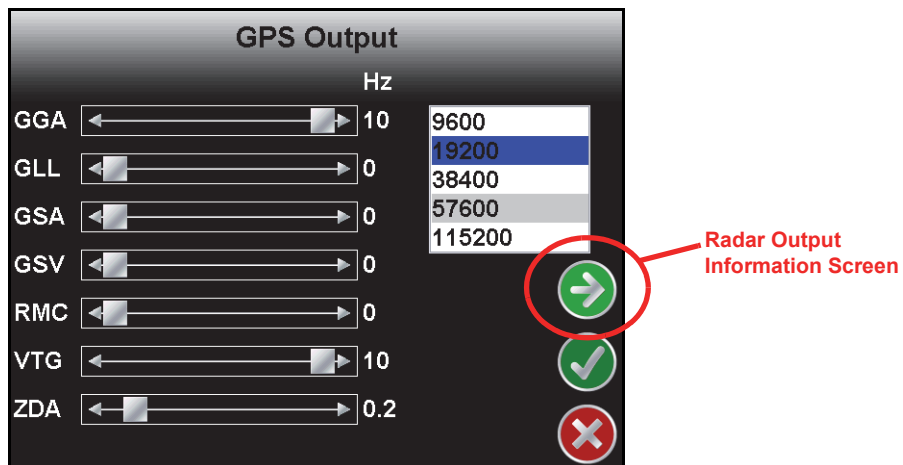 GPS Output
Hz
GGA 10
GLL 0
GSA 0
GSV 0
RMC 0
VTG 10
ZDA 0.2
9600
19200
38400
57600
115200
Radar Output
Information Screen